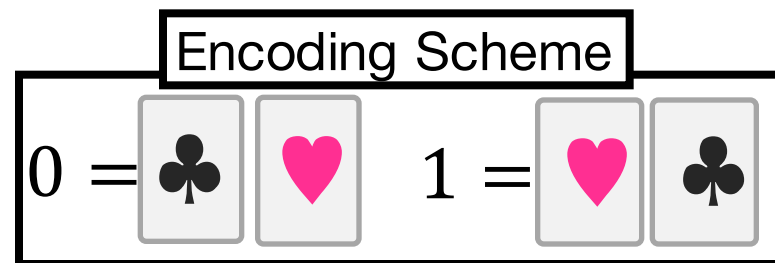 Encoding Scheme
0 = ♣ ♥ 1 = ♥ ♣